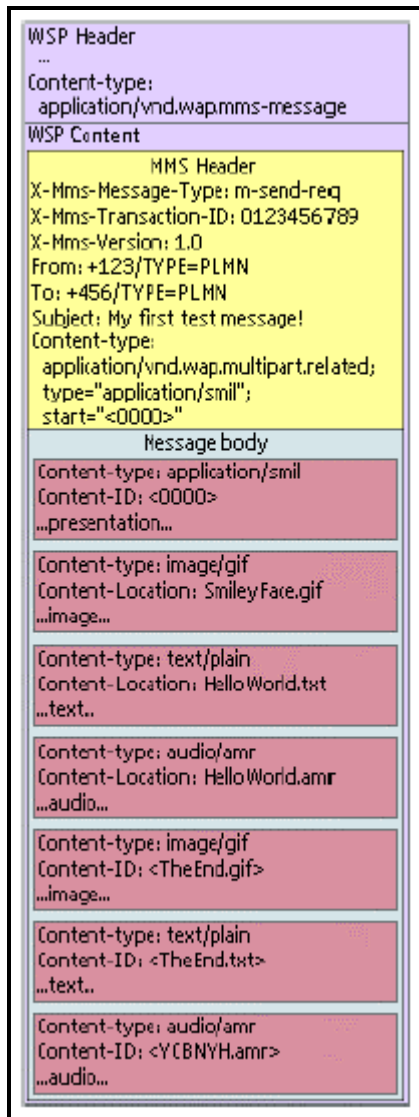 WSP Header
...
Content-type:
application/vnd.wap.mms-message
WSP Content
MMS Header
X-Mms-Message-Type: m-send-req
X-Mms-Transaction-ID: 0123456789
X-Mms-Version: 1.0
From: +123/TYPE=PLMN
To: +456/TYPE=PLMN
Subject: My first test message!
Content-type:
application/vnd.wap.multipart.related;
type="application/smil";
start="<0000>"
Message body
Content-type: application/smil
Content-ID: <0000>
...presentation...
Content-type: image/gif
Content-Location: SmileyFace.gif
...image...
Content-type: text/plain
Content-Location: HelloWorld.txt
...text..
Content-type: audio/amr
Content-Location: HelloWorld.amr
...audio...
Content-type: image/gif
Content-ID: <TheEnd.gif>
...image...
Content-type: text/plain
Content-ID: <TheEnd.txt>
...text..
Content-type: audio/amr
Content-ID: <YCBNYH.amr>
...audio...